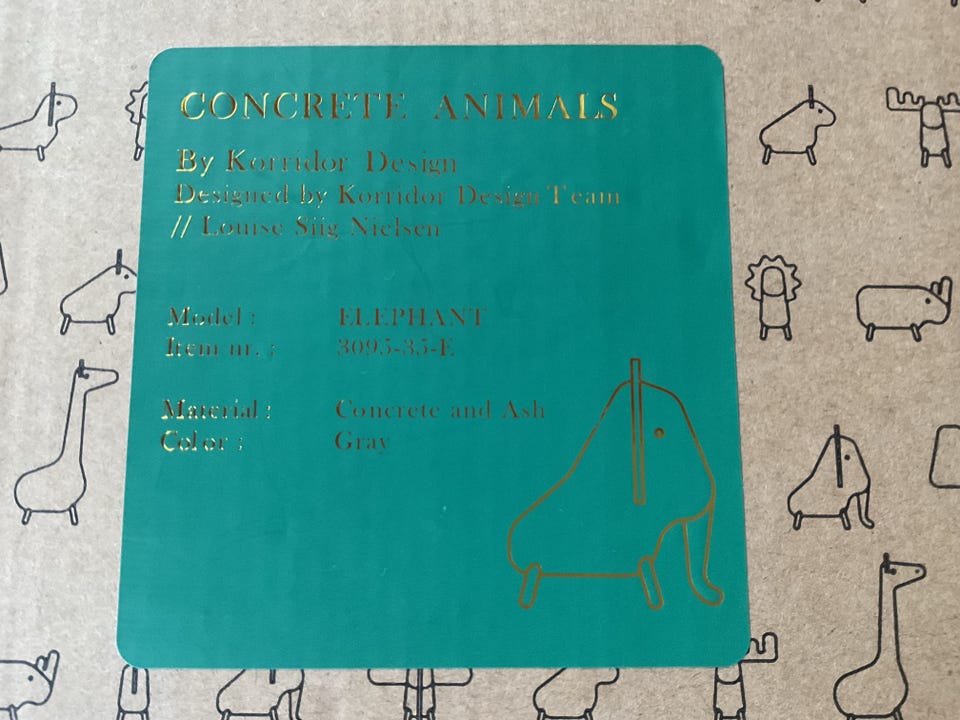 CONCRETE ANIMALS
By Korridor Design
Designed by Korridor Design Team
// Louise Siig Nielsen
Model: ELEPHANT
Item nr.: 3095-35-E
Material: Concrete and Ash
Color: Gray